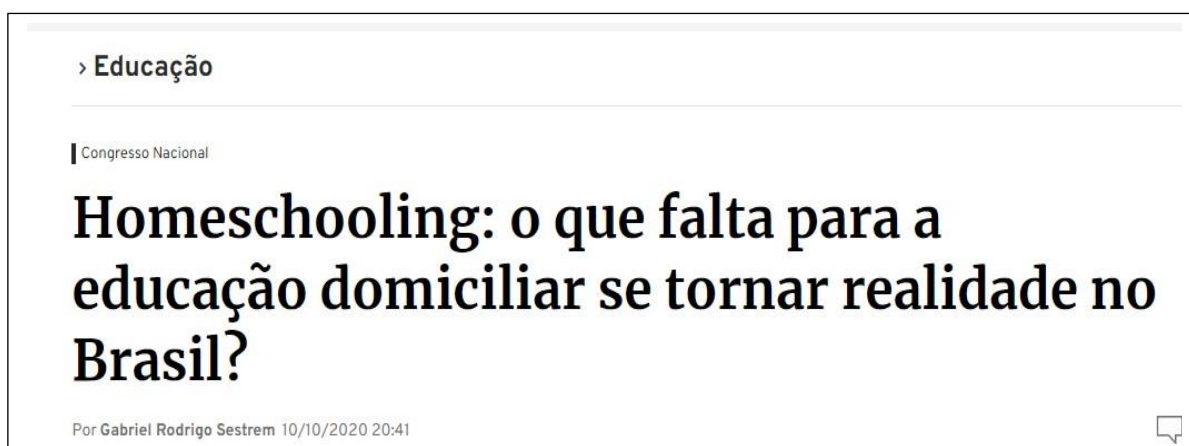 › Educação
Congresso Nacional
Homeschooling: o que falta para a
educação domiciliar se tornar realidade no
Brasil?
Por Gabriel Rodrigo Sestrem 10/10/2020 20:41